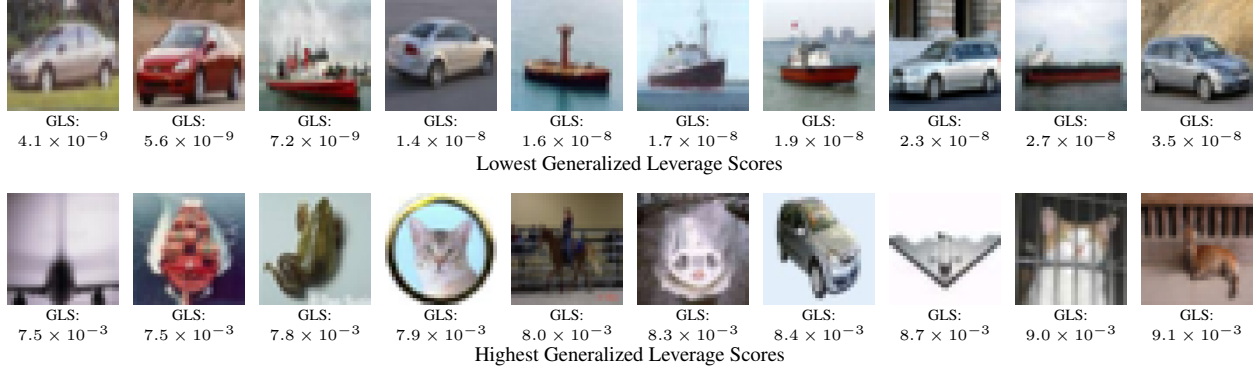 GLS: GLS: GLS: GLS: GLS: GLS: GLS: GLS: GLS: GLS:
4.1 × 10⁻⁹ 5.6 × 10⁻⁹ 7.2 × 10⁻⁹ 1.4 × 10⁻⁸ 1.6 × 10⁻⁸ 1.7 × 10⁻⁸ 1.9 × 10⁻⁸ 2.3 × 10⁻⁸ 2.7 × 10⁻⁸ 3.5 × 10⁻⁸
Lowest Generalized Leverage Scores
GLS: GLS: GLS: GLS: GLS: GLS: GLS: GLS: GLS: GLS:
7.5 × 10⁻³ 7.5 × 10⁻³ 7.8 × 10⁻³ 7.9 × 10⁻³ 8.0 × 10⁻³ 8.3 × 10⁻³ 8.4 × 10⁻³ 8.7 × 10⁻³ 9.0 × 10⁻³ 9.1 × 10⁻³
Highest Generalized Leverage Scores